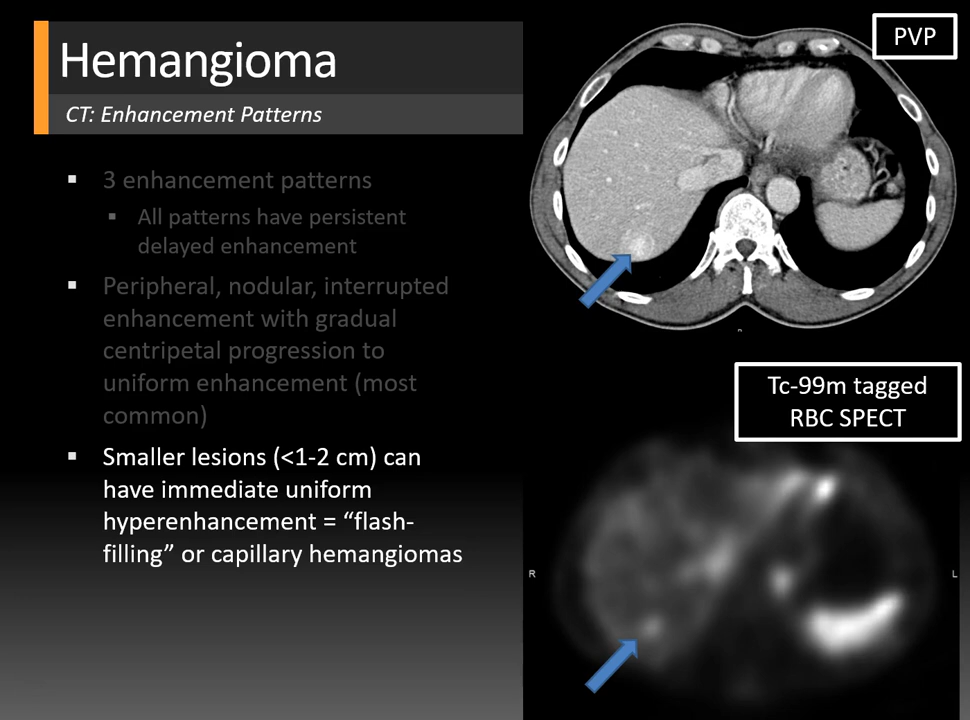 Hemangioma
CT: Enhancement Patterns
3 enhancement patterns
All patterns have persistent
delayed enhancement
Peripheral, nodular, interrupted
enhancement with gradual
centripetal progression to
uniform enhancement (most
common)
Smaller lesions (<1-2 cm) can
have immediate uniform
hyperenhancement = “flash-
filling” or capillary hemangiomas
PVP
Tc-99m tagged
RBC SPECT
R
L